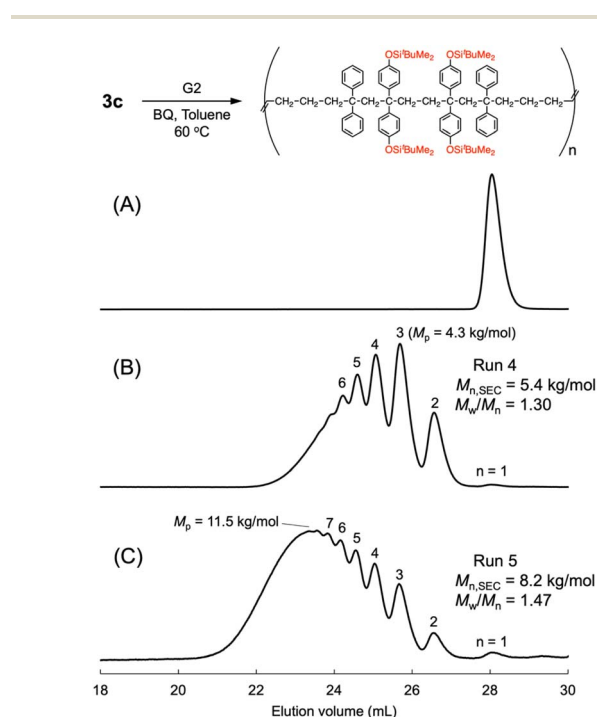 OSiᵗBuMe₂ OSiᵗBuMe₂
3c G2 -CH₂-CH₂-CH₂-C-CH₂-C-CH₂-CH₂-C-CH₂-C-CH₂-CH₂-CH₂-
BQ, Toluene
60 °C
OSiᵗBuMe₂ OSiᵗBuMe₂
n
(A)
(B)
6 5 4 3 (Mₚ = 4.3 kg/mol) 2
Run 4
Mₙ,SEC = 5.4 kg/mol
M_w/Mₙ = 1.30
n = 1
(C)
Mₚ = 11.5 kg/mol
7 6 5 4 3 2
Run 5
Mₙ,SEC = 8.2 kg/mol
M_w/Mₙ = 1.47
n = 1
18 20 22 24 26 28 30
Elution volume (mL)